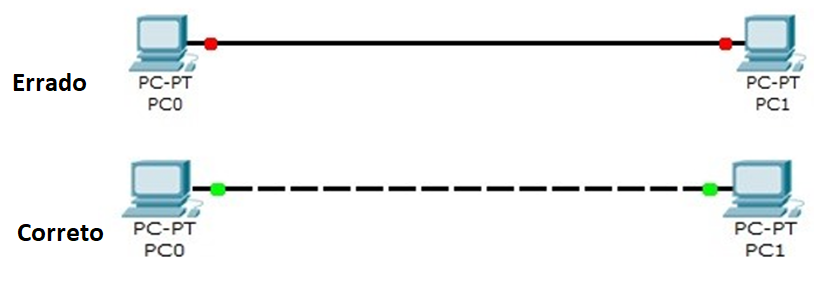 Errado
PC-PT
PC0
PC-PT
PC1
Correto
PC-PT
PC0
PC-PT
PC1